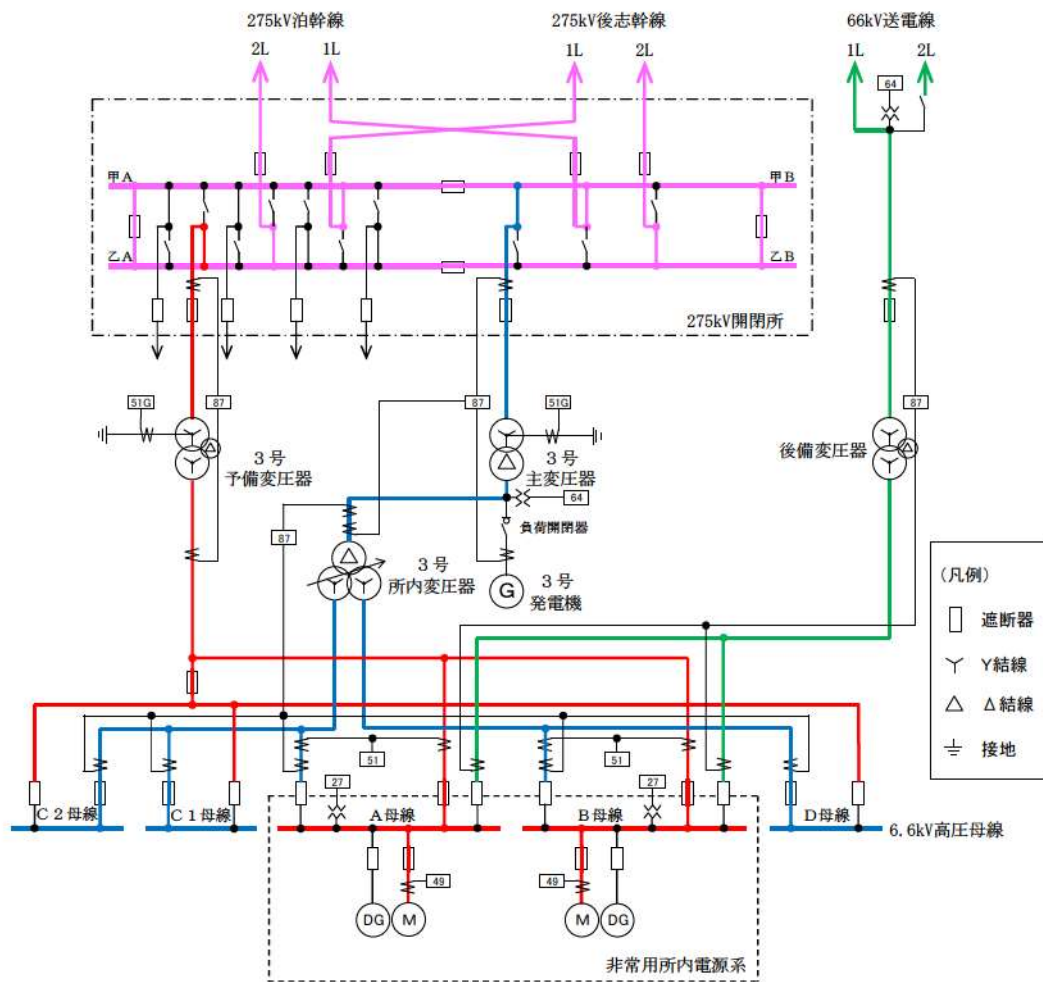 275kV泊幹線
275kV後志幹線
66kV送電線
2L
1L
1L
2L
1L
2L
64
甲A
甲B
乙A
乙B
275kV開閉所
51G
87
87
51G
87
3号
予備変圧器
3号
主変圧器
後備変圧器
64
87
負荷開閉器
3号
所内変圧器
G
3号
発電機
(凡例)
遮断器
Y結線
Δ結線
接地
51
51
27
27
C2母線
C1母線
A母線
B母線
D母線
6.6kV高圧母線
49
49
DG
M
M
DG
非常用所内電源系